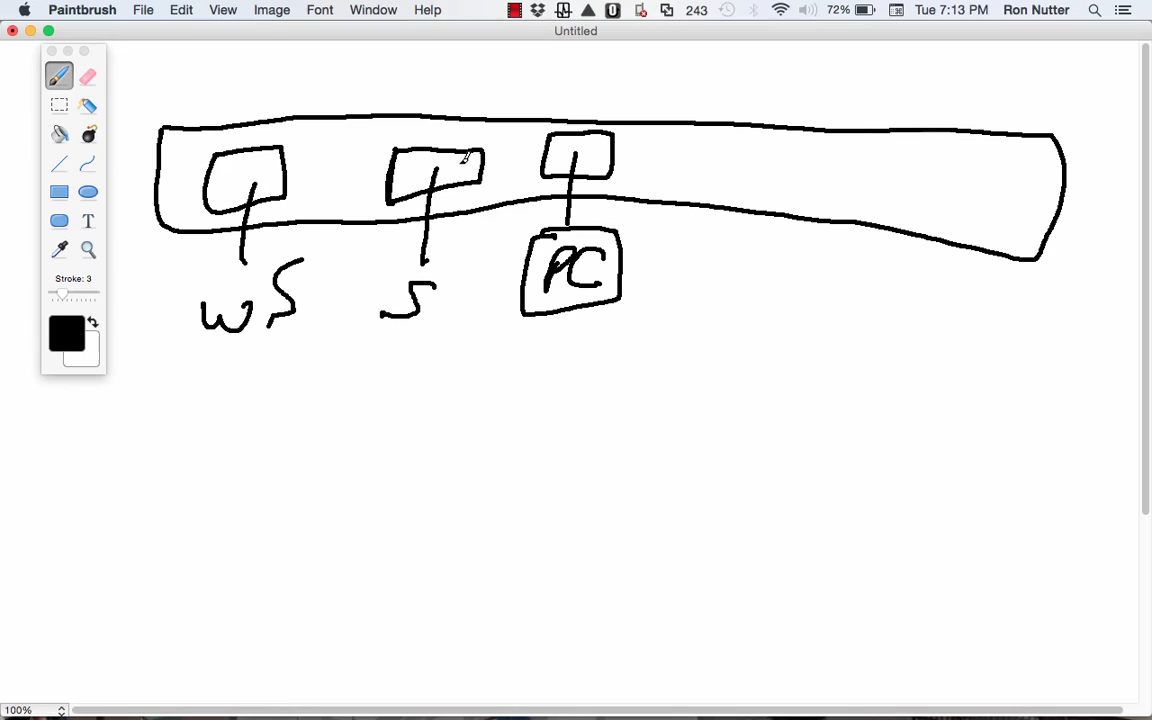 Paintbrush File Edit View Image Font Window Help 243 72% Tue 7:13 PM Ron Nutter
Untitled
T
Stroke: 3
PC
W S S
100%